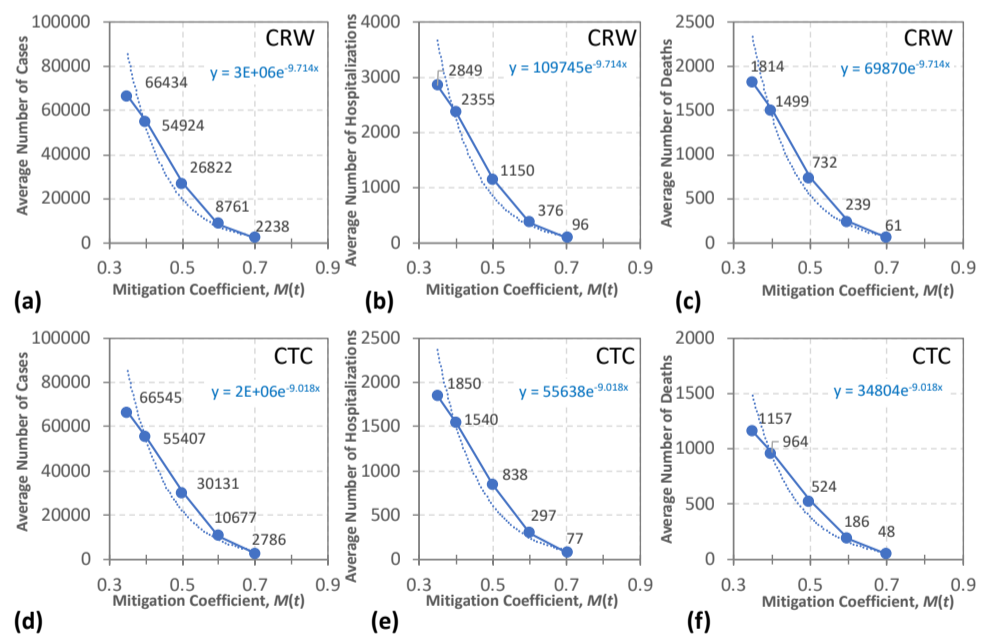 100000
80000
60000
40000
20000
0
0.3 0.5 0.7 0.9
Average Number of Cases
Mitigation Coefficient, M(t)
CRW
y = 3E+06e-9.714x
66434
54924
26822
8761
2238
(a)
4000
3000
2000
1000
0
0.3 0.5 0.7 0.9
Average Number of Hospitalizations
Mitigation Coefficient, M(t)
CRW
y = 109745e-9.714x
2849
2355
1150
376
96
(b)
2500
2000
1500
1000
500
0
0.3 0.5 0.7 0.9
Average Number of Deaths
Mitigation Coefficient, M(t)
CRW
y = 69870e-9.714x
1814
1499
732
239
61
(c)
100000
80000
60000
40000
20000
0
0.3 0.5 0.7 0.9
Average Number of Cases
Mitigation Coefficient, M(t)
CTC
y = 2E+06e-9.018x
66545
55407
30131
10677
2786
(d)
2500
2000
1500
1000
500
0
0.3 0.5 0.7 0.9
Average Number of Hospitalizations
Mitigation Coefficient, M(t)
CTC
y = 55638e-9.018x
1850
1540
838
297
77
(e)
2000
1500
1000
500
0
0.3 0.5 0.7 0.9
Average Number of Deaths
Mitigation Coefficient, M(t)
CTC
y = 34804e-9.018x
1157
964
524
186
48
(f)